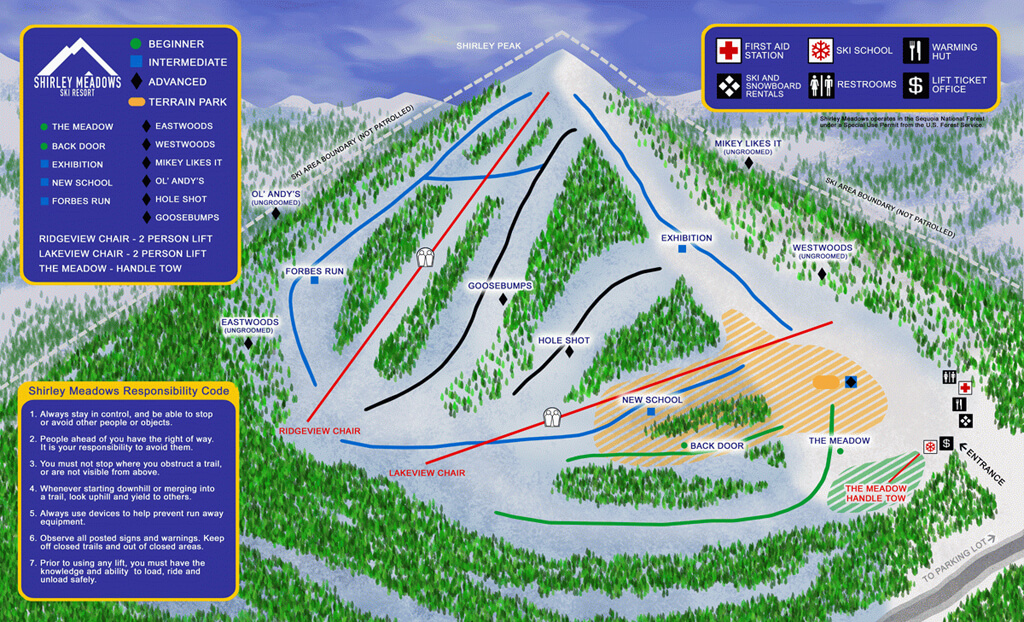 SHIRLEY MEADOWS
SKI RESORT
BEGINNER
INTERMEDIATE
ADVANCED
TERRAIN PARK
THE MEADOW
BACK DOOR
EXHIBITION
NEW SCHOOL
FORBES RUN
EASTWOODS
WESTWOODS
MIKEY LIKES IT
OL' ANDY'S
HOLE SHOT
GOOSEBUMPS
RIDGEVIEW CHAIR - 2 PERSON LIFT
LAKEVIEW CHAIR - 2 PERSON LIFT
THE MEADOW - HANDLE TOW
SHIRLEY PEAK
FIRST AID
STATION
SKI SCHOOL
WARMING
HUT
SKI AND
SNOWBOARD
RENTALS
RESTROOMS
$
LIFT TICKET
OFFICE
Shirley Meadows operates in the Sequoia National Forest
under a Special Use Permit from the U.S. Forest Service.
SKI AREA BOUNDARY (NOT PATROLLED)
MIKEY LIKES IT
(UNGROOMED)
SKI AREA BOUNDARY (NOT PATROLLED)
OL' ANDY'S
(UNGROOMED)
EXHIBITION
WESTWOODS
(UNGROOMED)
FORBES RUN
GOOSEBUMPS
EASTWOODS
(UNGROOMED)
HOLE SHOT
NEW SCHOOL
RIDGEVIEW CHAIR
BACK DOOR
THE MEADOW
LAKEVIEW CHAIR
$
ENTRANCE
THE MEADOW
HANDLE TOW
TO PARKING LOT
Shirley Meadows Responsibility Code
1. Always stay in control, and be able to stop
or avoid other people or objects.
2. People ahead of you have the right of way.
It is your responsibility to avoid them.
3. You must not stop where you obstruct a trail,
or are not visible from above.
4. Whenever starting downhill or merging into
a trail, look uphill and yield to others.
5. Always use devices to help prevent run away
equipment.
6. Observe all posted signs and warnings. Keep
off closed trails and out of closed areas.
7. Prior to using any lift, you must have the
knowledge and ability to load, ride and
unload safely.